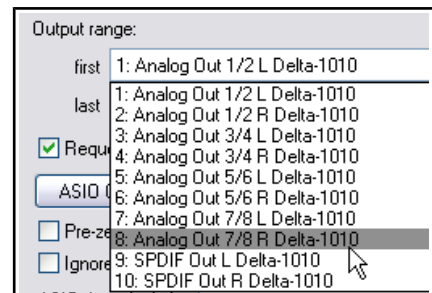 Output range:
first 1: Analog Out 1/2 L Delta-1010
last 1: Analog Out 1/2 L Delta-1010
2: Analog Out 1/2 R Delta-1010
3: Analog Out 3/4 L Delta-1010
4: Analog Out 3/4 R Delta-1010
5: Analog Out 5/6 L Delta-1010
6: Analog Out 5/6 R Delta-1010
7: Analog Out 7/8 L Delta-1010
8: Analog Out 7/8 R Delta-1010
9: SPDIF Out L Delta-1010
10: SPDIF Out R Delta-1010
Reque
ASIO
Pre-ze
Ignore